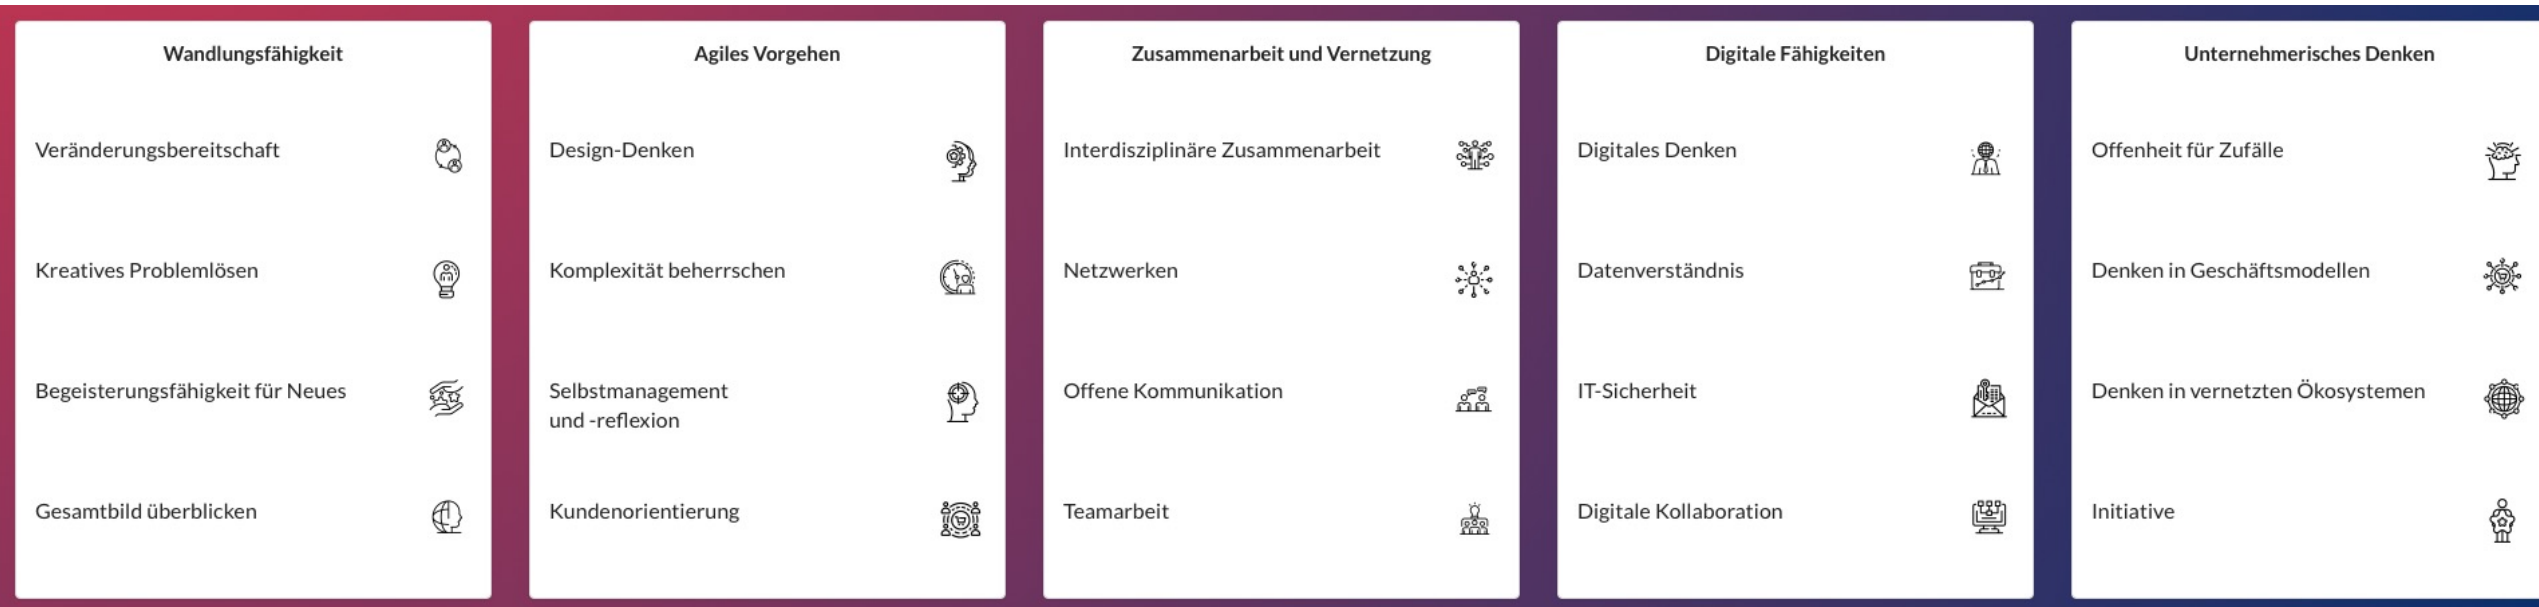 Wandlungsfähigkeit
Veränderungsbereitschaft
Kreatives Problemlösen
Begeisterungsfähigkeit für Neues
Gesamtbild überblicken
Agiles Vorgehen
Design-Denken
Komplexität beherrschen
Selbstmanagement
und -reflexion
Kundenorientierung
Zusammenarbeit und Vernetzung
Interdisziplinäre Zusammenarbeit
Netzwerken
Offene Kommunikation
Teamarbeit
Digitale Fähigkeiten
Digitales Denken
Datenverständnis
IT-Sicherheit
Digitale Kollaboration
Unternehmerisches Denken
Offenheit für Zufälle
Denken in Geschäftsmodellen
Denken in vernetzten Ökosystemen
Initiative